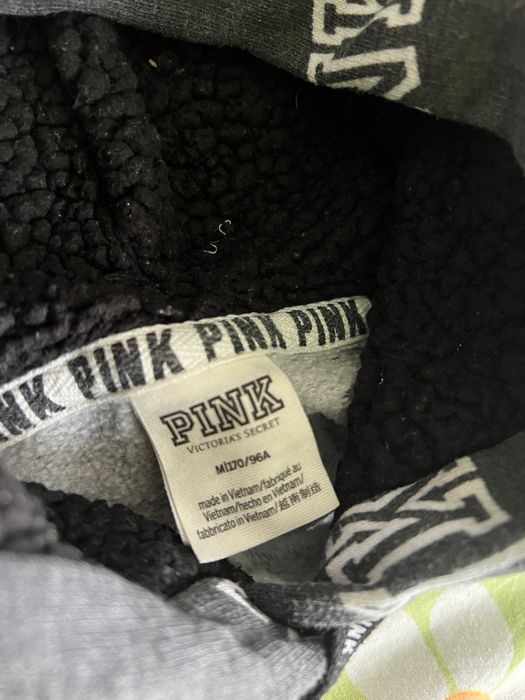 PINK PINK PINK PINK
PINK
VICTORIA'S SECRET
M|170/96A
made in Vietnam/fabriqué au
Vietnam/hecho en Vietnam/
fabbricato in Vietnam/越南制造
PINK